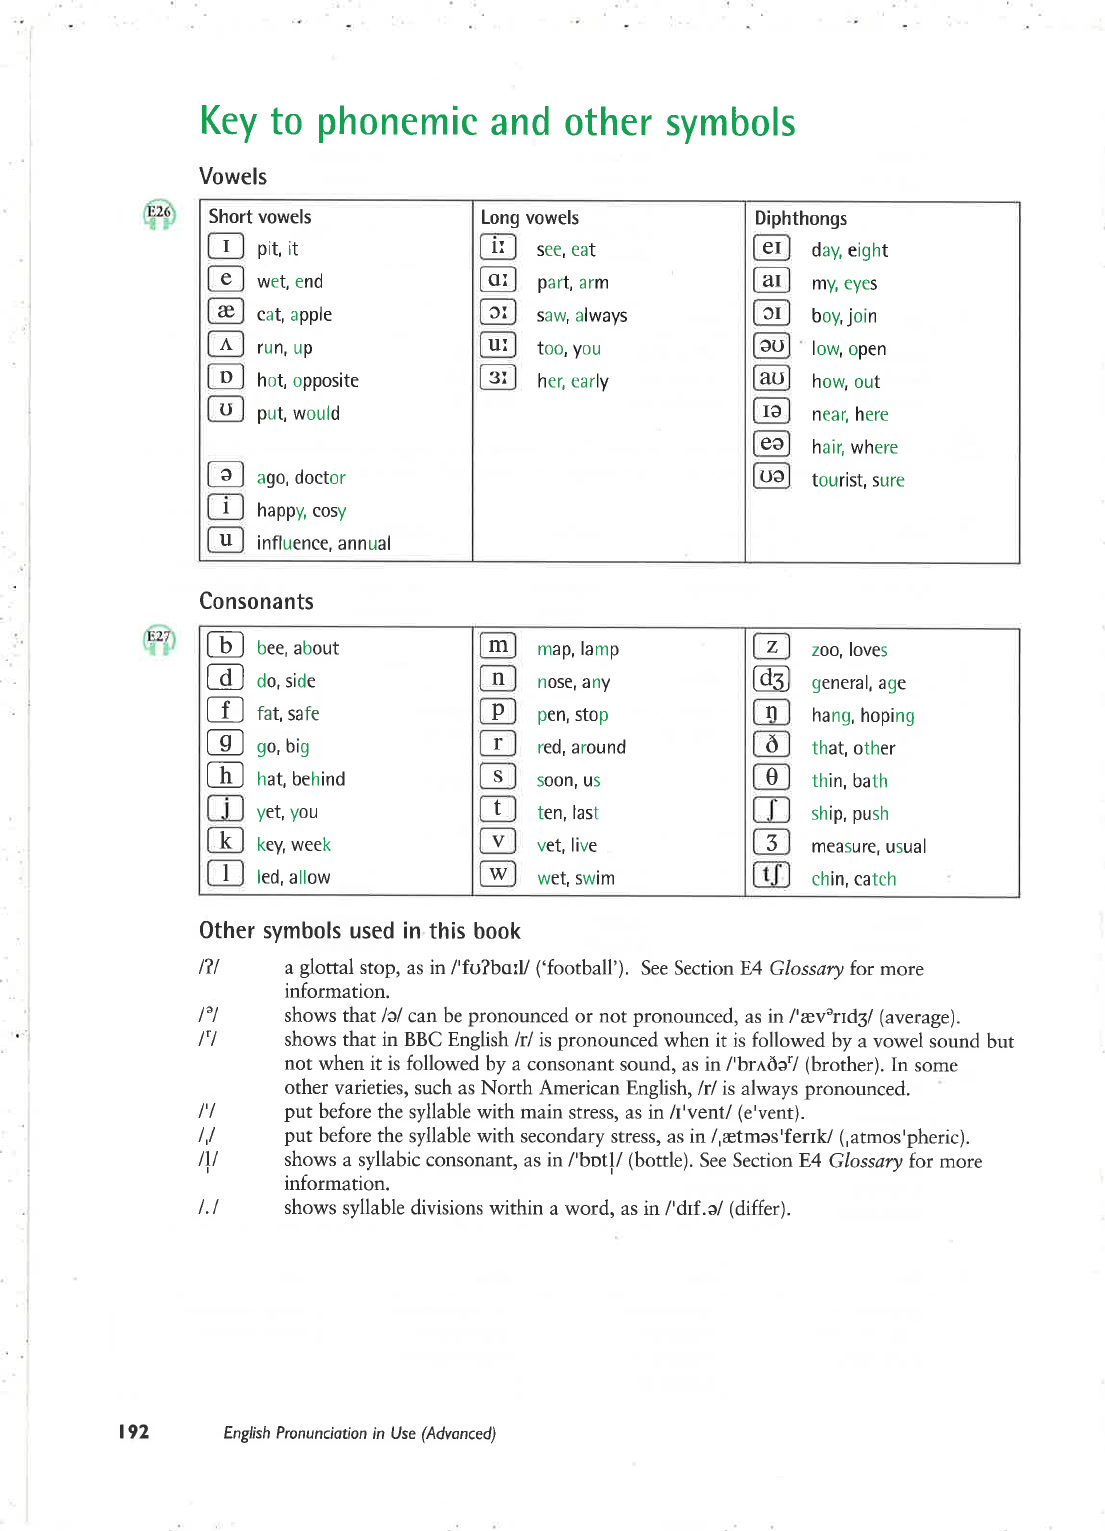 Key to phonemic and other symbols
Vowels
E26
Short vowels
ɪ pit, it
e wet, end
æ cat, apple
ʌ run, up
ɒ hot, opposite
ʊ put, would
ə ago, doctor
i happy, cosy
u influence, annual
Long vowels
iː see, eat
ɑː part, arm
ɔː saw, always
uː too, you
ɜː her, early
Diphthongs
eɪ day, eight
aɪ my, eyes
ɔɪ boy, join
əʊ low, open
aʊ how, out
ɪə near, here
eə hair, where
ʊə tourist, sure
Consonants
E27
b bee, about
d do, side
f fat, safe
g go, big
h hat, behind
j yet, you
k key, week
l led, allow
m map, lamp
n nose, any
p pen, stop
r red, around
s soon, us
t ten, last
v vet, live
w wet, swim
z zoo, loves
dʒ general, age
ŋ hang, hoping
ð that, other
θ thin, bath
ʃ ship, push
ʒ measure, usual
tʃ chin, catch
Other symbols used in this book
/ʔ/ a glottal stop, as in /ˈfʊʔbɑːl/ (‘football’). See Section E4 Glossary for more
information.
/ᵊ/ shows that /ə/ can be pronounced or not pronounced, as in /ˈævᵊrɪdʒ/ (average).
/ʳ/ shows that in BBC English /r/ is pronounced when it is followed by a vowel sound but
not when it is followed by a consonant sound, as in /ˈbrʌðəʳ/ (brother). In some
other varieties, such as North American English, /r/ is always pronounced.
/ˈ/ put before the syllable with main stress, as in /ɪˈvent/ (eˈvent).
/ˌ/ put before the syllable with secondary stress, as in /ˌætməsˈferɪk/ (ˌatmosˈpheric).
/l̩/ shows a syllabic consonant, as in /ˈbɒtl̩/ (bottle). See Section E4 Glossary for more
information.
/./ shows syllable divisions within a word, as in /ˈdɪf.ə/ (differ).
192 English Pronunciation in Use (Advanced)